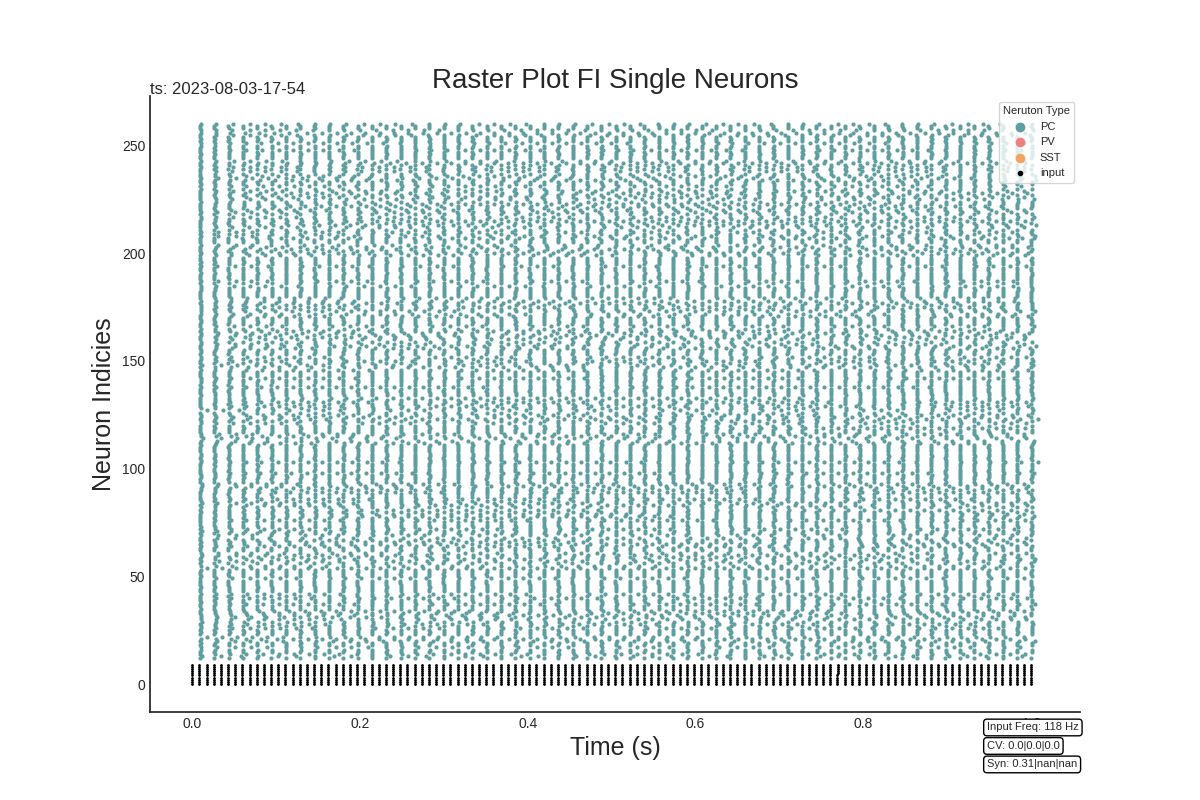 Raster Plot FI Single Neurons
ts: 2023-08-03-17-54
Neruton Type
PC
PV
SST
input
250
200
150
100
50
0
Neuron Indicies
0.0 0.2 0.4 0.6 0.8
Time (s)
Input Freq: 118 Hz
CV: 0.0|0.0|0.0
Syn: 0.31|nan|nan